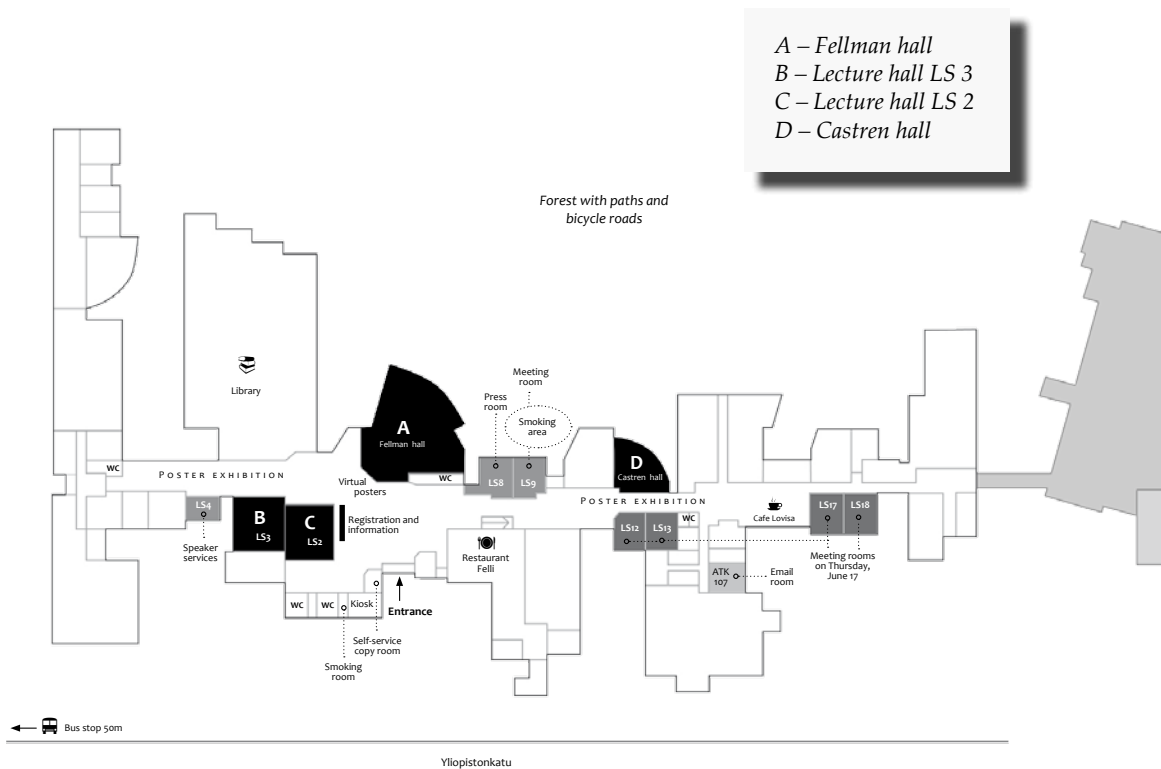 A – Fellman hall
B – Lecture hall LS 3
C – Lecture hall LS 2
D – Castren hall
Forest with paths and
bicycle roads
Library
Meeting
room
Press
room
Smoking
area
A
Fellman hall
D
Castren hall
WC
POSTER EXHIBITION
Virtual
posters
WC
LS8
LS9
POSTER EXHIBITION
LS4
B
LS3
C
LS2
Registration and
information
Speaker
services
Restaurant
Felli
LS12
LS13
WC
Cafe Lovisa
LS17
LS18
Meeting rooms
on Thursday,
June 17
ATK
107
Email
room
WC
WC
Kiosk
Entrance
Self-service
copy room
Smoking
room
Bus stop 50m
Yliopistonkatu